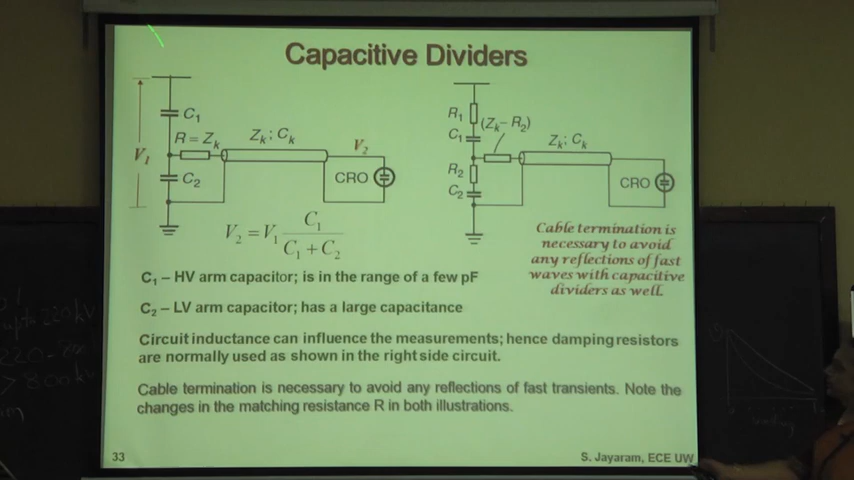 Capacitive Dividers
C₁
R = Zₖ
Zₖ ; Cₖ
V₂
V₁
C₂
CRO
V₂ = V₁ C₁ / (C₁ + C₂)
R₁
C₁
(Zₖ – R₂)
Zₖ ; Cₖ
R₂
C₂
CRO
Cable termination is
necessary to avoid
any reflections of fast
waves with capacitive
dividers as well.
C₁ – HV arm capacitor; is in the range of a few pF
C₂ – LV arm capacitor; has a large capacitance
Circuit inductance can influence the measurements; hence damping resistors
are normally used as shown in the right side circuit.
Cable termination is necessary to avoid any reflections of fast transients. Note the
changes in the matching resistance R in both illustrations.
33
S. Jayaram, ECE UW